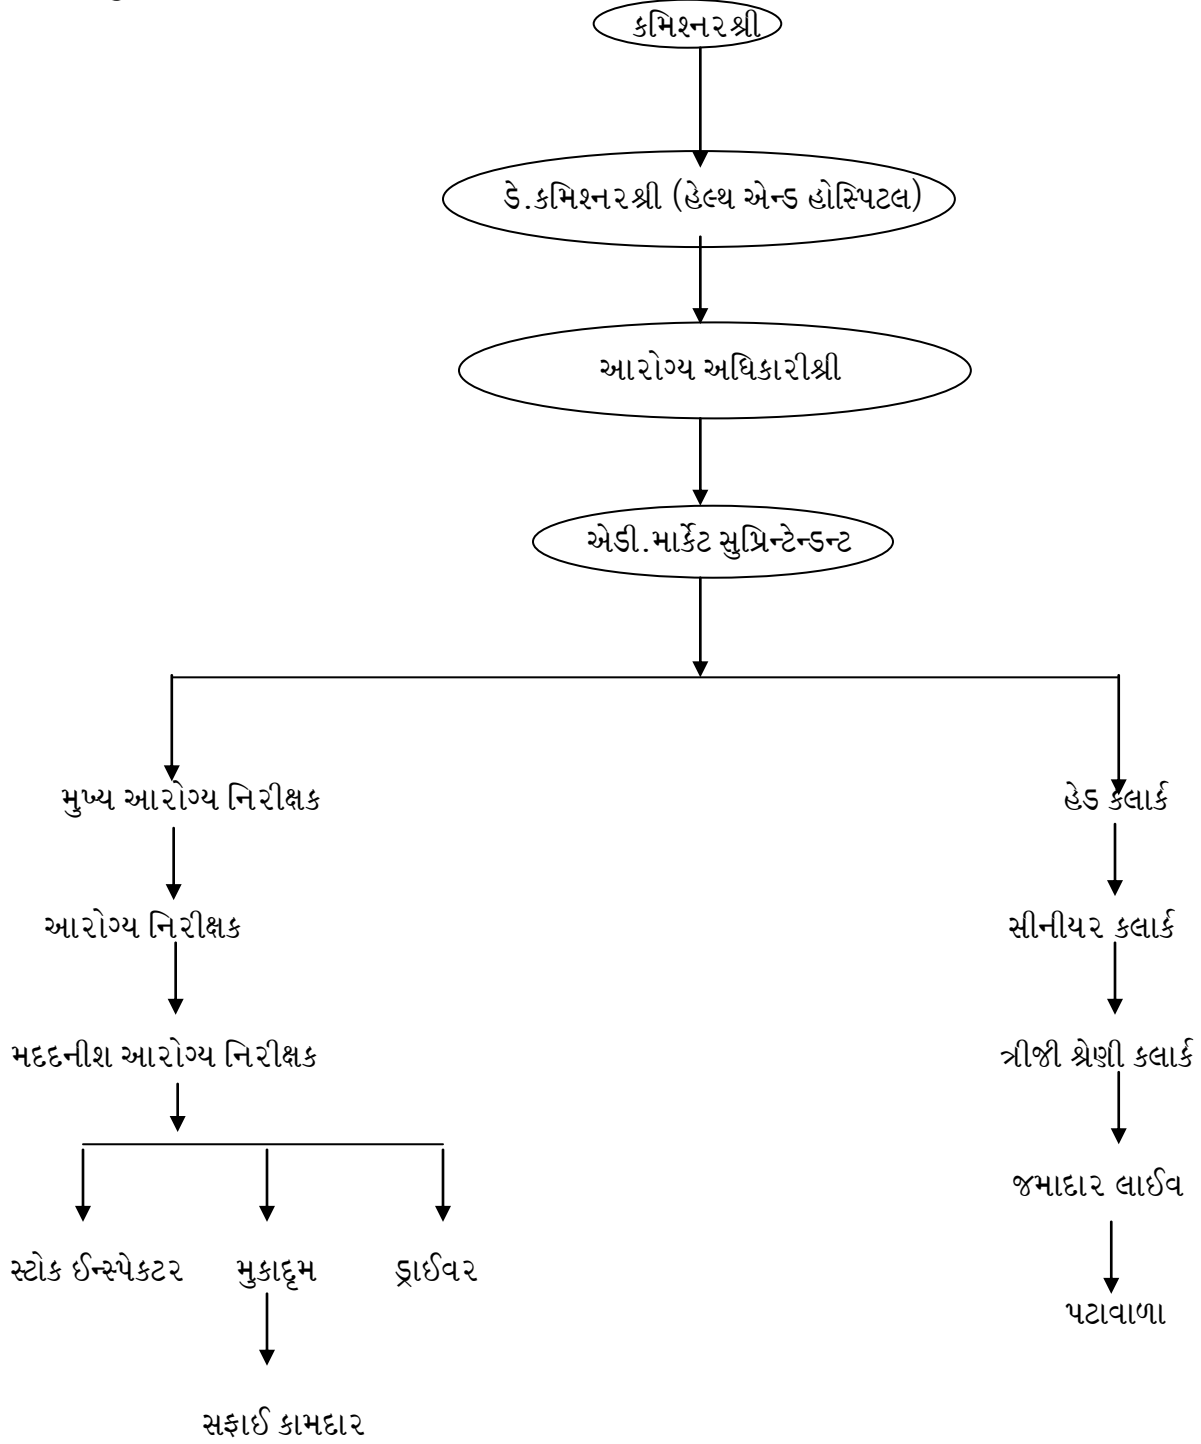 કમિશ્નરશ્રી
ડે.કમિશ્નરશ્રી (હેલ્થ એન્ડ હોસ્પિટલ)
આરોગ્ય અધિકારીશ્રી
એડી.માર્કેટ સુપ્રિન્ટેન્ડન્ટ
મુખ્ય આરોગ્ય નિરીક્ષક
હેડ કલાર્ક
આરોગ્ય નિરીક્ષક
સીનીયર કલાર્ક
મદદનીશ આરોગ્ય નિરીક્ષક
ત્રીજી શ્રેણી કલાર્ક
જમાદાર લાઈવ
સ્ટોક ઈન્સ્પેકટર મુકાદ્દમ ડ્રાઈવર
પટાવાળા
સફાઈ કામદાર